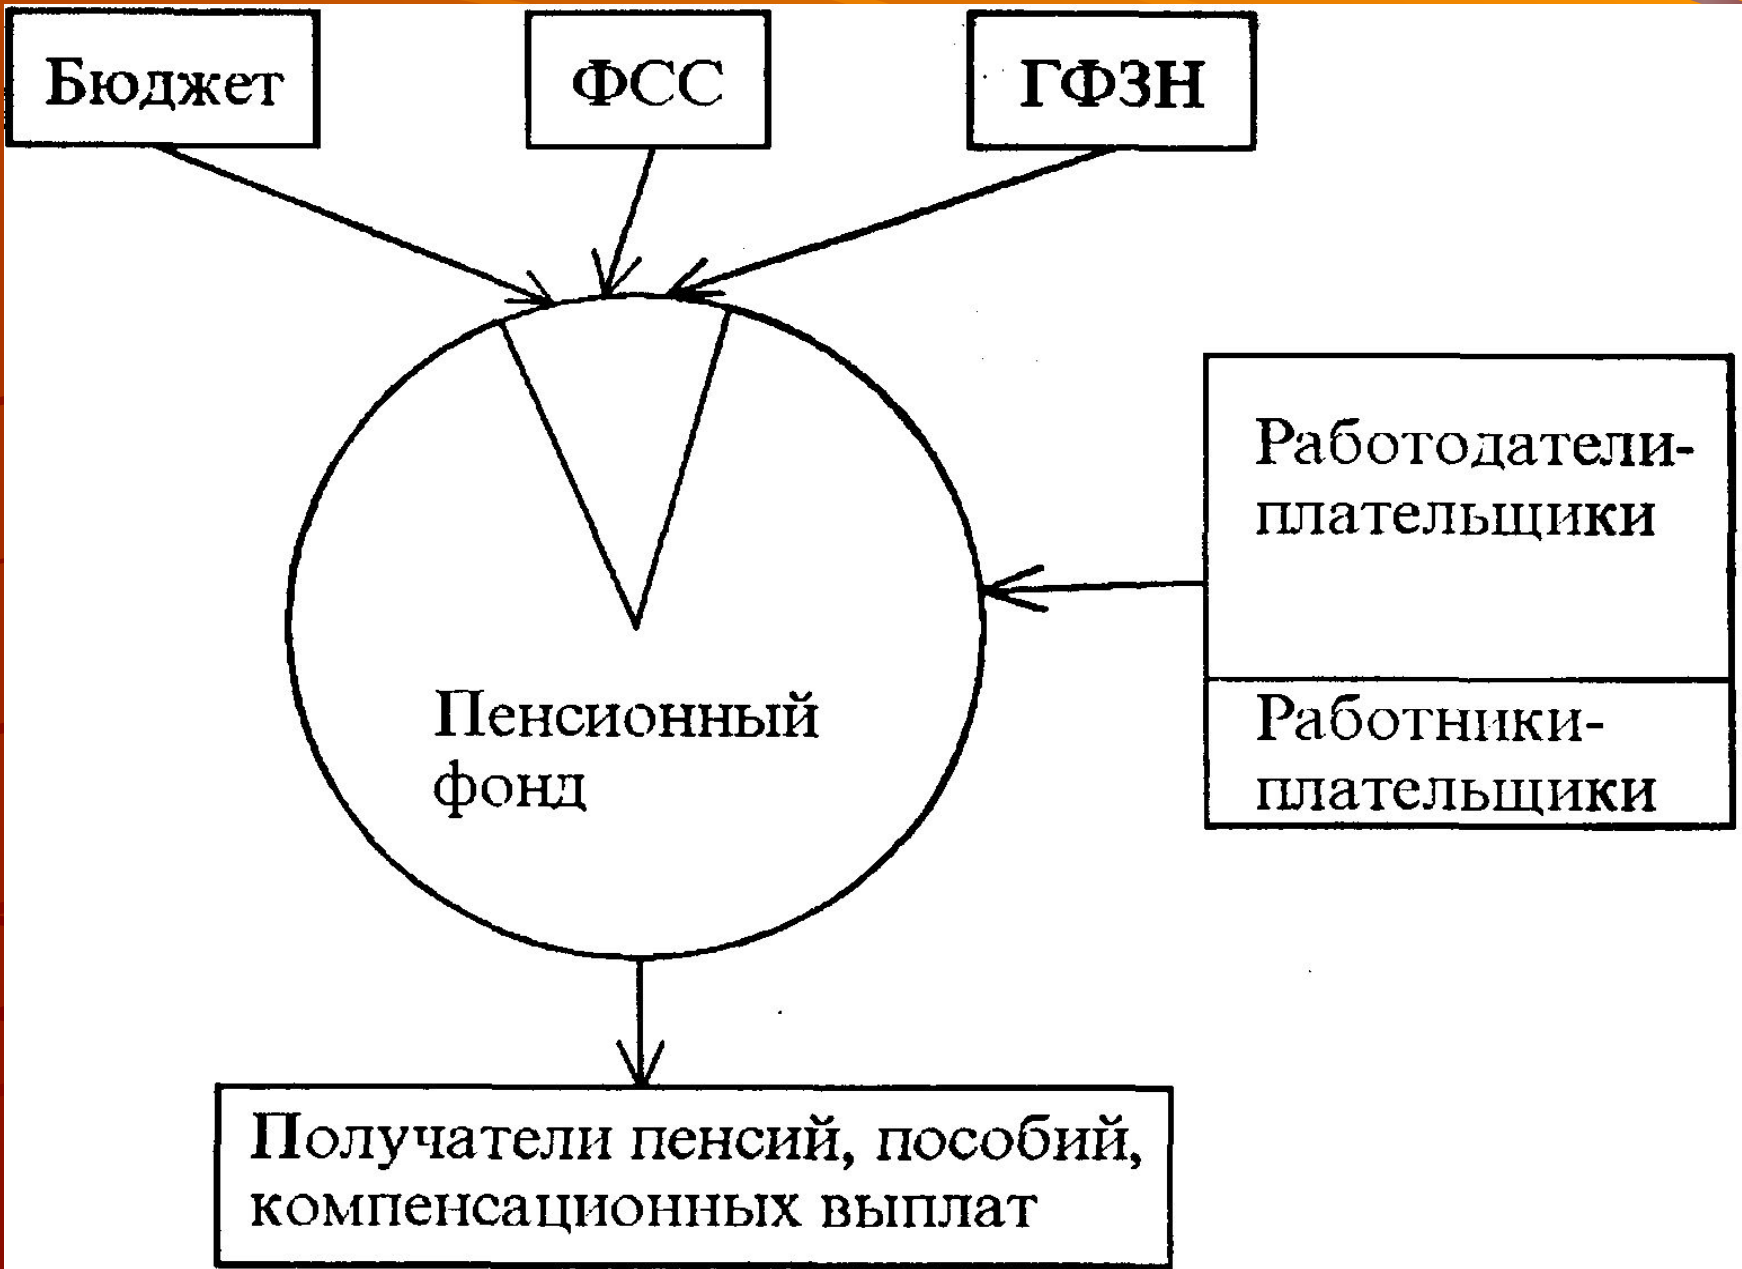 Бюджет
ФСС
ГФЗН
Работодатели-
плательщики
Работники-
плательщики
Пенсионный
фонд
Получатели пенсий, пособий,
компенсационных выплат